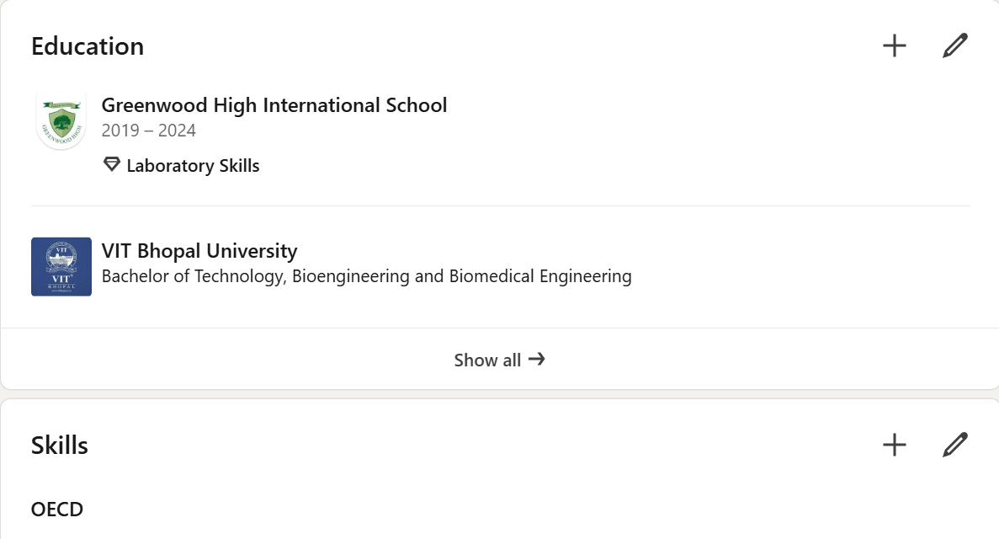 Education
GREENWOOD HIGH
Greenwood High International School
2019 – 2024
Laboratory Skills
VIT
VIT
BHOPAL
VIT Bhopal University
Bachelor of Technology, Bioengineering and Biomedical Engineering
Show all
Skills
OECD